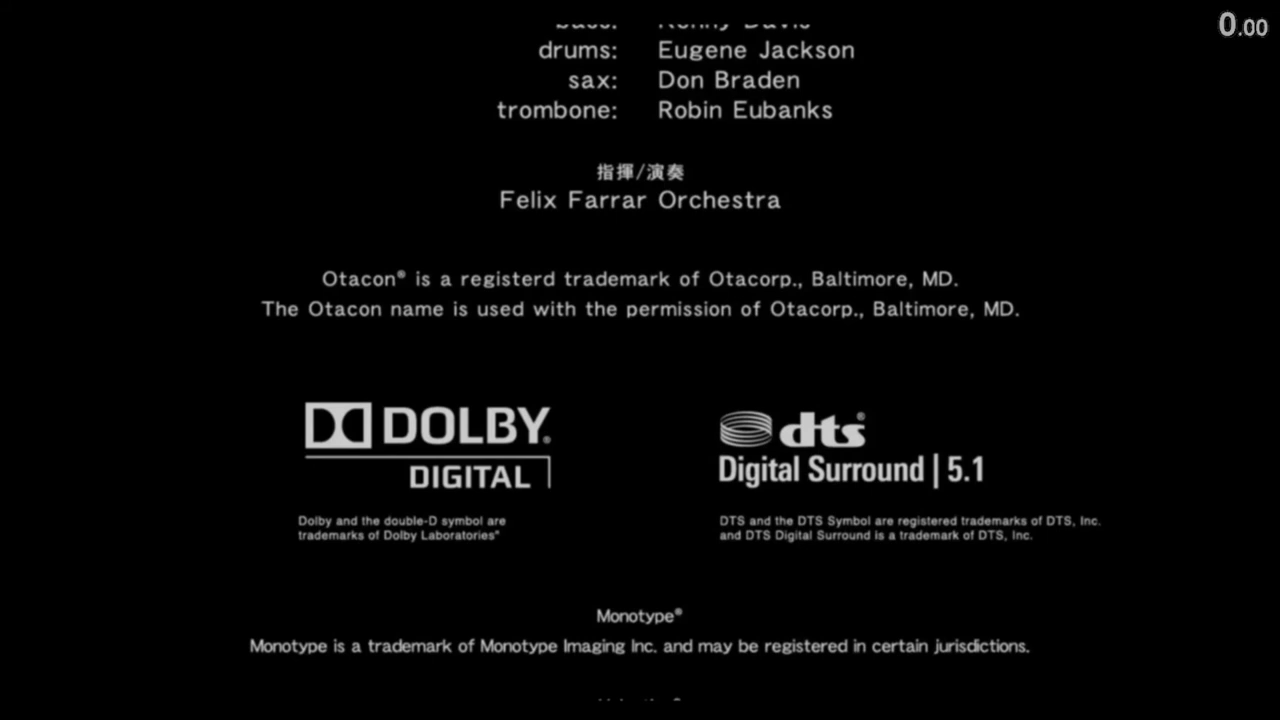 0.00
drums: Eugene Jackson
sax: Don Braden
trombone: Robin Eubanks
指揮/演奏
Felix Farrar Orchestra
Otacon® is a registerd trademark of Otacorp., Baltimore, MD.
The Otacon name is used with the permission of Otacorp., Baltimore, MD.
DOLBY®
DIGITAL
dts®
Digital Surround | 5.1
Dolby and the double-D symbol are
trademarks of Dolby Laboratories®
DTS and the DTS Symbol are registered trademarks of DTS, Inc.
and DTS Digital Surround is a trademark of DTS, Inc.
Monotype®
Monotype is a trademark of Monotype Imaging Inc. and may be registered in certain jurisdictions.